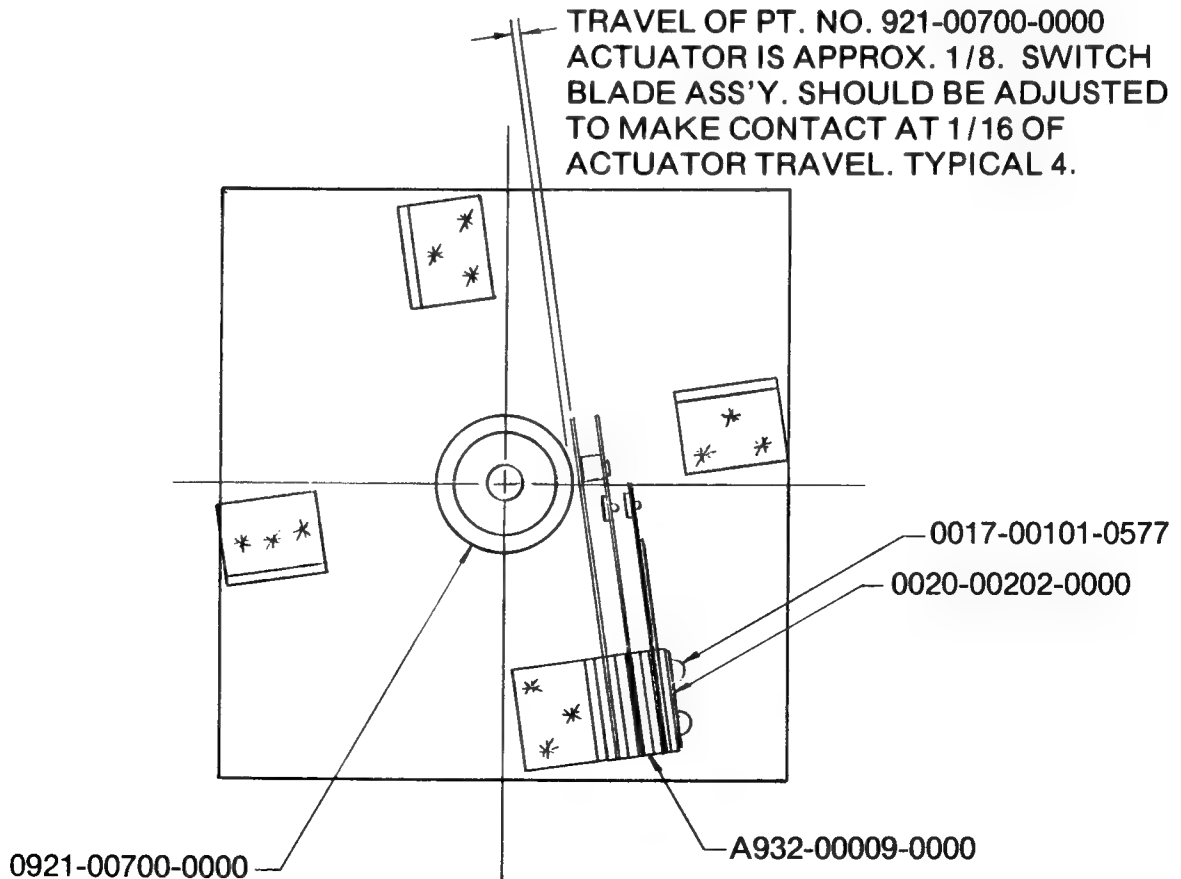 TRAVEL OF PT. NO. 921-00700-0000
ACTUATOR IS APPROX. 1/8. SWITCH
BLADE ASS'Y. SHOULD BE ADJUSTED
TO MAKE CONTACT AT 1/16 OF
ACTUATOR TRAVEL. TYPICAL 4.
0017-00101-0577
0020-00202-0000
A932-00009-0000
0921-00700-0000